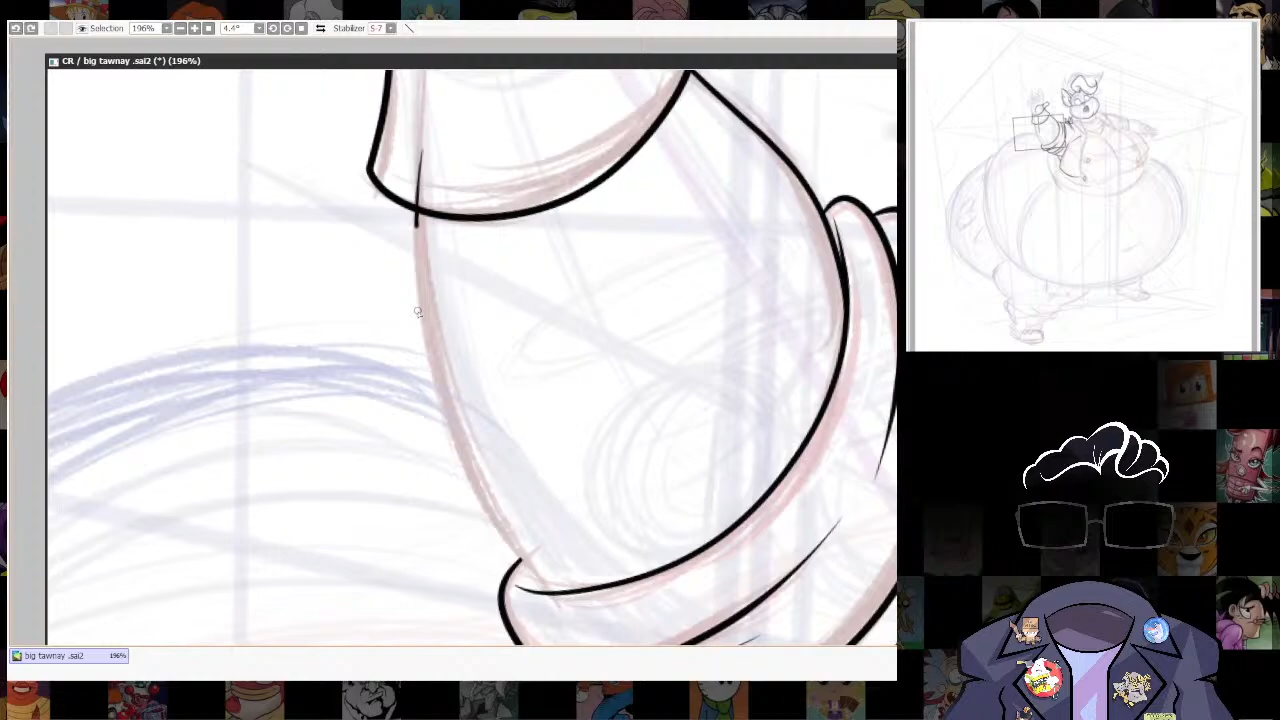 Selection 196% 4.4° Stabilizer S-7
CR / big tawnay .sai2 (*) (196%)
big tawnay .sai2 196%